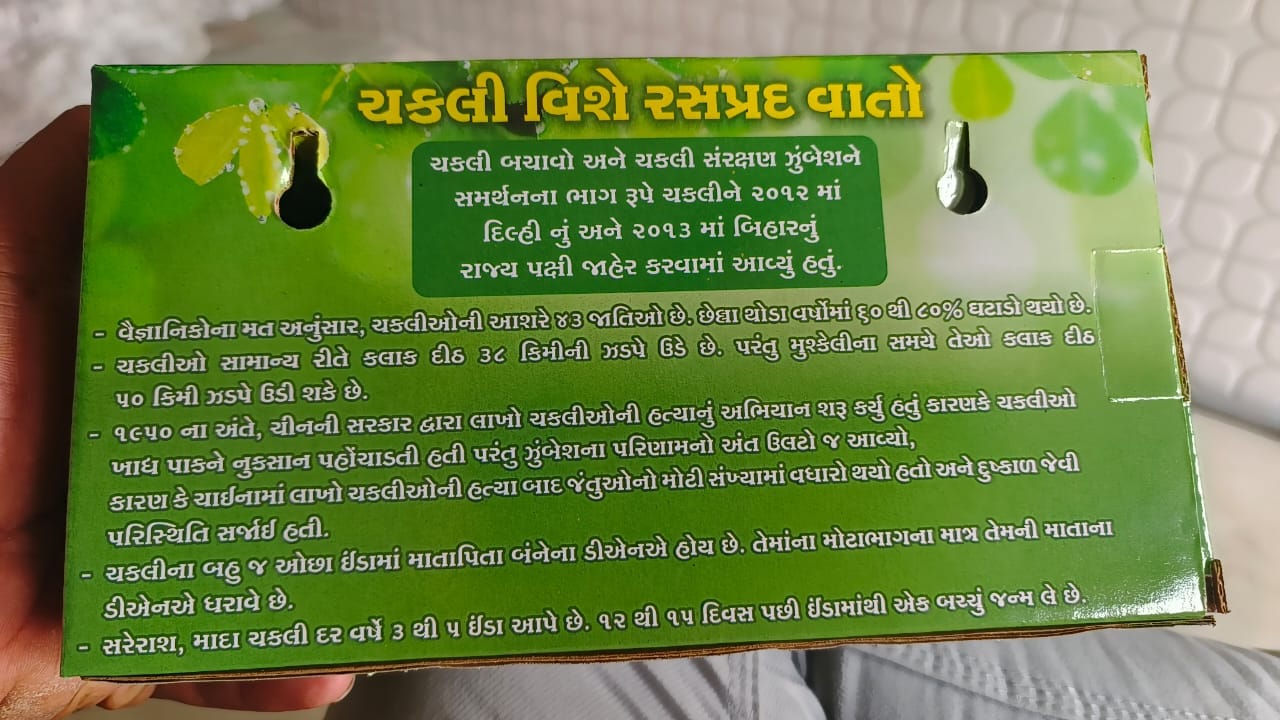 ચકલી વિશે રસપ્રદ વાતો
ચકલી બચાવો અને ચકલી સંરક્ષણ ઝુંબેશને
સમર્થનના ભાગ રૂપે ચકલીને ૨૦૧૨ માં
દિલ્હી નું અને ૨૦૧૩ માં બિહારનું
રાજ્ય પક્ષી જાહેર કરવામાં આવ્યું હતું.
- વૈજ્ઞાનિકોના મત અનુંસાર, ચકલીઓની આશરે ૪૩ જાતિઓ છે. છેલ્લા થોડા વર્ષોમાં ૬૦ થી ૮૦% ઘટાડો થયો છે.
- ચકલીઓ સામાન્ય રીતે કલાક દીઠ ૩૮ કિમીની ઝડપે ઉડે છે. પરંતુ મુશ્કેલીના સમયે તેઓ કલાક દીઠ
૫૦ કિમી ઝડપે ઉડી શકે છે.
- ૧૯૫૦ ના અંતે, ચીનની સરકાર દ્વારા લાખો ચકલીઓની હત્યાનું અભિયાન શરૂ કર્યુ હતું કારણકે ચકલીઓ
ખાદ્ય પાકને નુકસાન પહોંચાડતી હતી પરંતુ ઝુંબેશના પરિણામનો અંત ઉલટો જ આવ્યો,
કારણ કે ચાઈનામાં લાખો ચકલીઓની હત્યા બાદ જંતુઓનો મોટી સંખ્યામાં વધારો થયો હતો અને દુષ્કાળ જેવી
પરિસ્થિતિ સર્જાઈ હતી.
- ચકલીના બહુ જ ઓછા ઈંડામાં માતાપિતા બંનેના ડીએનએ હોય છે. તેમાંના મોટાભાગના માત્ર તેમની માતાના
ડીએનએ ધરાવે છે.
- સરેરાશ, માદા ચકલી દર વર્ષે ૩ થી ૫ ઈંડા આપે છે. ૧૨ થી ૧૫ દિવસ પછી ઈંડામાંથી એક બચ્ચું જન્મ લે છે.